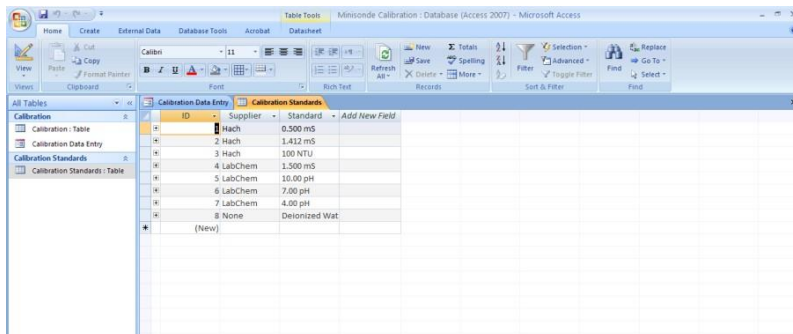 Table Tools Minisonde Calibration : Database (Access 2007) - Microsoft Access
Home Create External Data Database Tools Acrobat Datasheet
View Paste Cut Copy Format Painter
Calibri 11
B I U A
Refresh All New Save Delete Totals Spelling More
Filter Selection Advanced Toggle Filter
Find Replace Go To Select
Views Clipboard Font Rich Text Records Sort & Filter Find
All Tables
Calibration
Calibration : Table
Calibration Data Entry
Calibration Standards
Calibration Standards : Table
Calibration Data Entry Calibration Standards
ID Supplier Standard Add New Field
1 Hach 0.500 mS
2 Hach 1.412 mS
3 Hach 100 NTU
4 LabChem 1.500 mS
5 LabChem 10.00 pH
6 LabChem 7.00 pH
7 LabChem 4.00 pH
8 None Deionized Wat
(New)